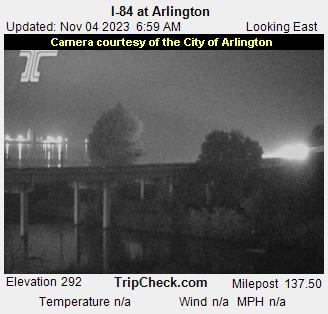 I-84 at Arlington
Updated: Nov 04 2023 6:59 AM Looking East
Camera courtesy of the City of Arlington
Elevation 292 TripCheck.com Milepost 137.50
Temperature n/a Wind n/a MPH n/a